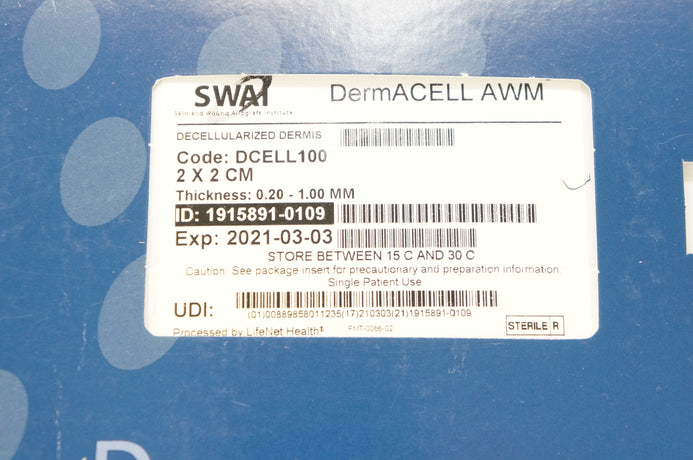 SWAI
DermACELL AWM
Skin and Wound Allograft Institute
DECELLULARIZED DERMIS
Code: DCELL100
2 X 2 CM
Thickness: 0.20 - 1.00 MM
ID: 1915891-0109
Exp: 2021-03-03
STORE BETWEEN 15 C AND 30 C
Caution: See package insert for precautionary and preparation information.
Single Patient Use
UDI:
(01)00889858011235(17)210303(21)1915891-0109
Processed by LifeNet Health®
FMT-0086-02
STERILE R